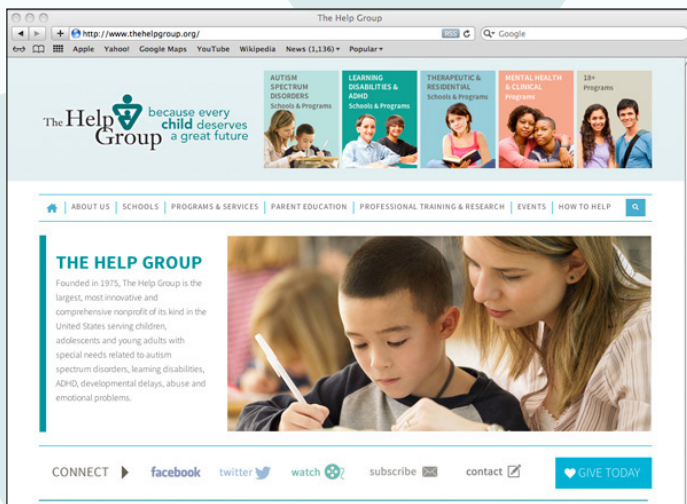 The Help Group
http://www.thehelpgroup.org/
RSS
Google
Apple Yahoo! Google Maps YouTube Wikipedia News (1,136) Popular
The Help Group
because every
child deserves
a great future
AUTISM
SPECTRUM
DISORDERS
Schools & Programs
LEARNING
DISABILITIES &
ADHD
Schools & Programs
THERAPEUTIC &
RESIDENTIAL
Schools & Programs
MENTAL HEALTH
& CLINICAL
Programs
18+
Programs
ABOUT US | SCHOOLS | PROGRAMS & SERVICES | PARENT EDUCATION | PROFESSIONAL TRAINING & RESEARCH | EVENTS | HOW TO HELP
THE HELP GROUP
Founded in 1975, The Help Group is the
largest, most innovative and
comprehensive nonprofit of its kind in the
United States serving children,
adolescents and young adults with
special needs related to autism
spectrum disorders, learning disabilities,
ADHD, developmental delays, abuse and
emotional problems.
CONNECT facebook twitter watch subscribe contact GIVE TODAY